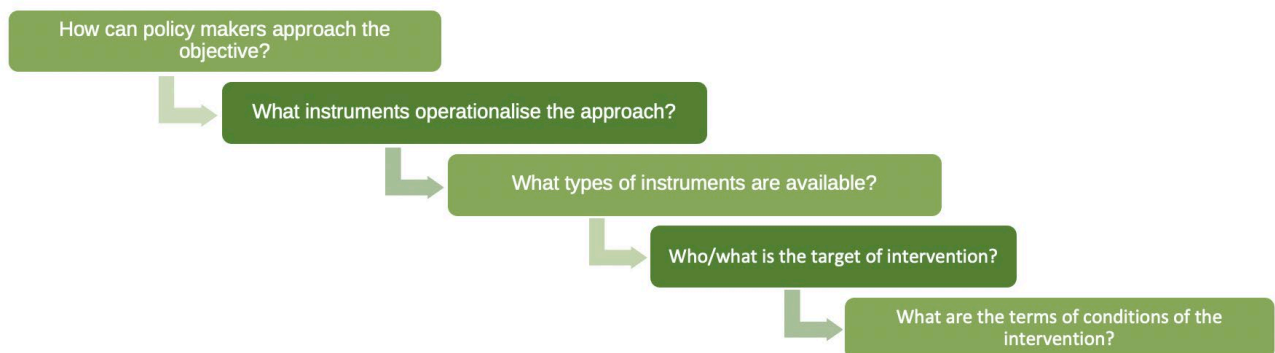 How can policy makers approach the
objective?
What instruments operationalise the approach?
What types of instruments are available?
Who/what is the target of intervention?
What are the terms of conditions of the
intervention?